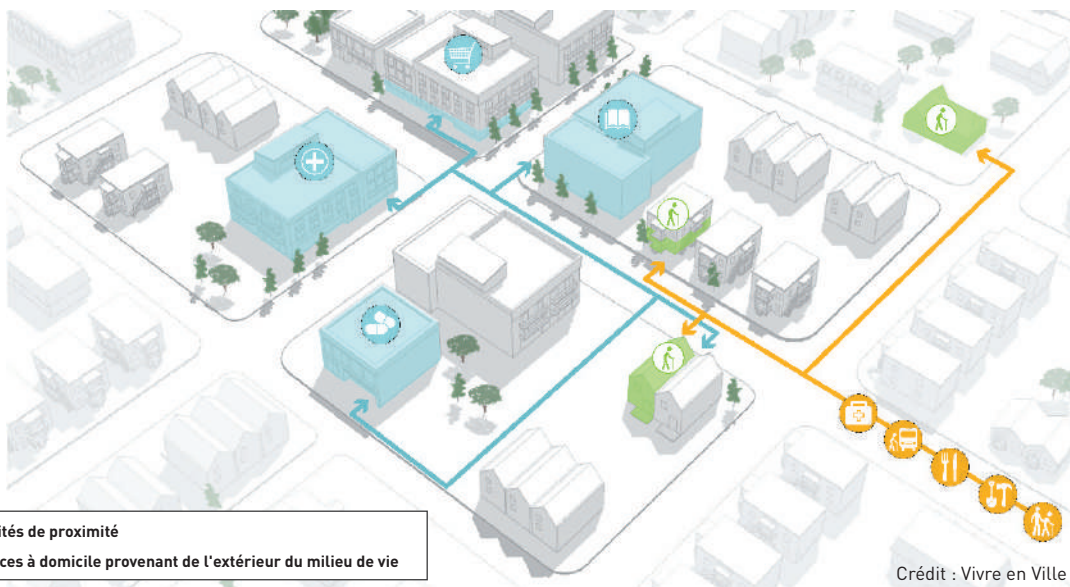 ités de proximité
ces à domicile provenant de l'extérieur du milieu de vie
Crédit : Vivre en Ville